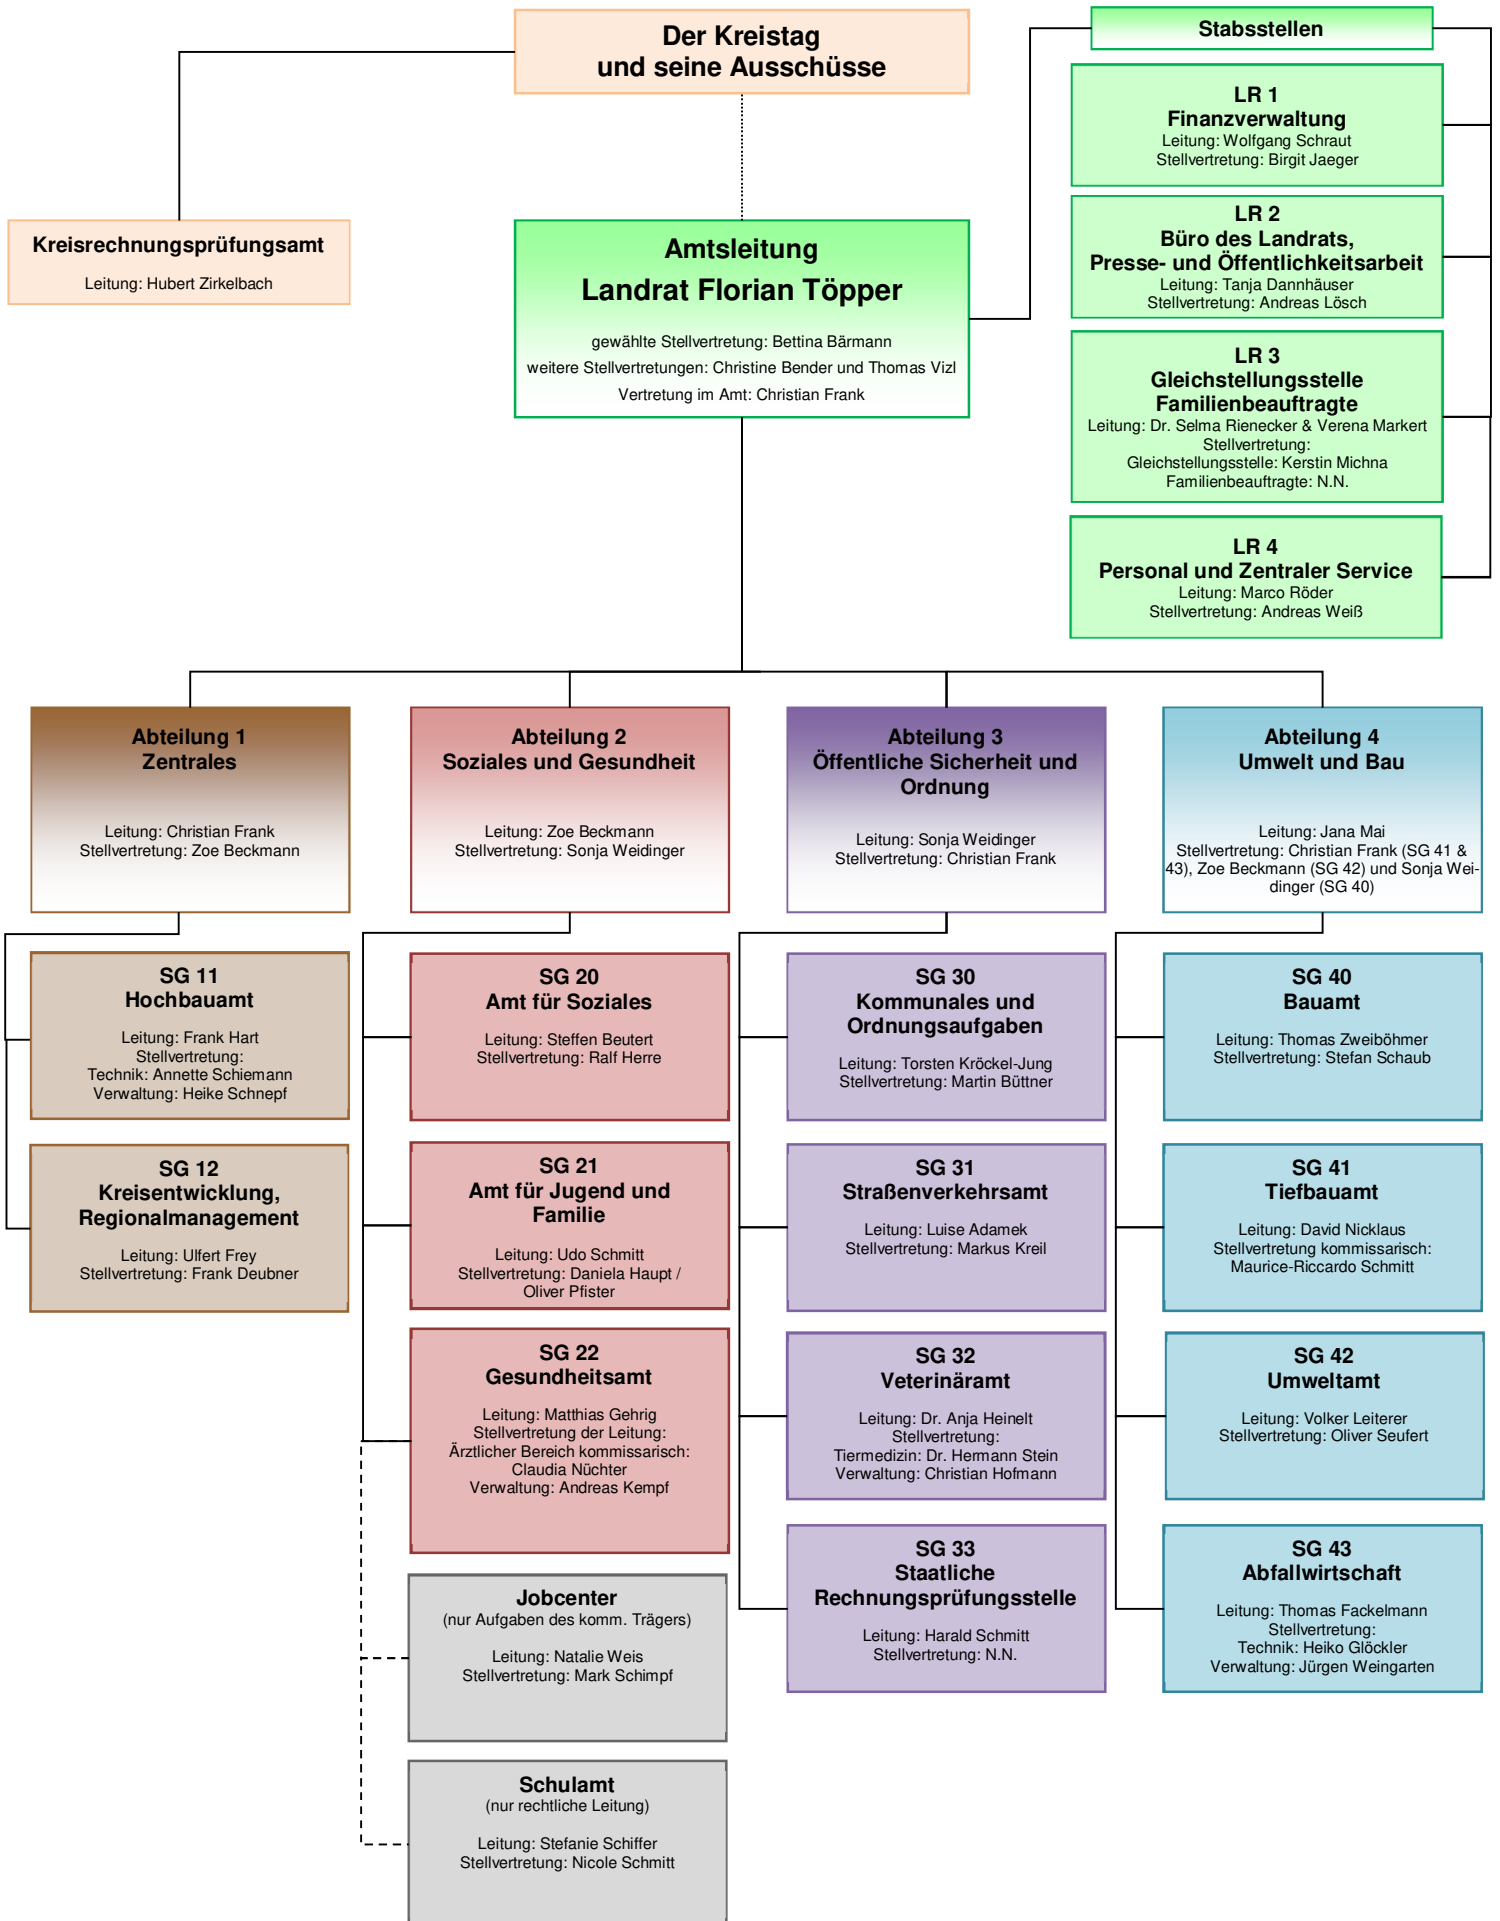 Der Kreistag
und seine Ausschüsse
Stabsstellen
LR 1
Finanzverwaltung
Leitung: Wolfgang Schraut
Stellvertretung: Birgit Jaeger
LR 2
Büro des Landrats,
Presse- und Öffentlichkeitsarbeit
Leitung: Tanja Dannhäuser
Stellvertretung: Andreas Lösch
LR 3
Gleichstellungsstelle
Familienbeauftragte
Leitung: Dr. Selma Rienecker & Verena Markert
Stellvertretung:
Gleichstellungsstelle: Kerstin Michna
Familienbeauftragte: N.N.
LR 4
Personal und Zentraler Service
Leitung: Marco Röder
Stellvertretung: Andreas Weiß
Kreisrechnungsprüfungsamt
Leitung: Hubert Zirkelbach
Amtsleitung
Landrat Florian Töpper
gewählte Stellvertretung: Bettina Bärmann
weitere Stellvertretungen: Christine Bender und Thomas Vizl
Vertretung im Amt: Christian Frank
Abteilung 1
Zentrales
Leitung: Christian Frank
Stellvertretung: Zoe Beckmann
SG 11
Hochbauamt
Leitung: Frank Hart
Stellvertretung:
Technik: Annette Schiemann
Verwaltung: Heike Schnepf
SG 12
Kreisentwicklung,
Regionalmanagement
Leitung: Ulfert Frey
Stellvertretung: Frank Deubner
Abteilung 2
Soziales und Gesundheit
Leitung: Zoe Beckmann
Stellvertretung: Sonja Weidinger
SG 20
Amt für Soziales
Leitung: Steffen Beutert
Stellvertretung: Ralf Herre
SG 21
Amt für Jugend und
Familie
Leitung: Udo Schmitt
Stellvertretung: Daniela Haupt /
Oliver Pfister
SG 22
Gesundheitsamt
Leitung: Matthias Gehrig
Stellvertretung der Leitung:
Ärztlicher Bereich kommissarisch:
Claudia Nüchter
Verwaltung: Andreas Kempf
Jobcenter
(nur Aufgaben des komm. Trägers)
Leitung: Natalie Weis
Stellvertretung: Mark Schimpf
Schulamt
(nur rechtliche Leitung)
Leitung: Stefanie Schiffer
Stellvertretung: Nicole Schmitt
Abteilung 3
Öffentliche Sicherheit und
Ordnung
Leitung: Sonja Weidinger
Stellvertretung: Christian Frank
SG 30
Kommunales und
Ordnungsaufgaben
Leitung: Torsten Kröckel-Jung
Stellvertretung: Martin Büttner
SG 31
Straßenverkehrsamt
Leitung: Luise Adamek
Stellvertretung: Markus Kreil
SG 32
Veterinäramt
Leitung: Dr. Anja Heinelt
Stellvertretung:
Tiermedizin: Dr. Hermann Stein
Verwaltung: Christian Hofmann
SG 33
Staatliche
Rechnungsprüfungsstelle
Leitung: Harald Schmitt
Stellvertretung: N.N.
Abteilung 4
Umwelt und Bau
Leitung: Jana Mai
Stellvertretung: Christian Frank (SG 41 &
43), Zoe Beckmann (SG 42) und Sonja Wei-
dinger (SG 40)
SG 40
Bauamt
Leitung: Thomas Zweiböhmer
Stellvertretung: Stefan Schaub
SG 41
Tiefbauamt
Leitung: David Nicklaus
Stellvertretung kommissarisch:
Maurice-Riccardo Schmitt
SG 42
Umweltamt
Leitung: Volker Leiterer
Stellvertretung: Oliver Seufert
SG 43
Abfallwirtschaft
Leitung: Thomas Fackelmann
Stellvertretung:
Technik: Heiko Glöckler
Verwaltung: Jürgen Weingarten